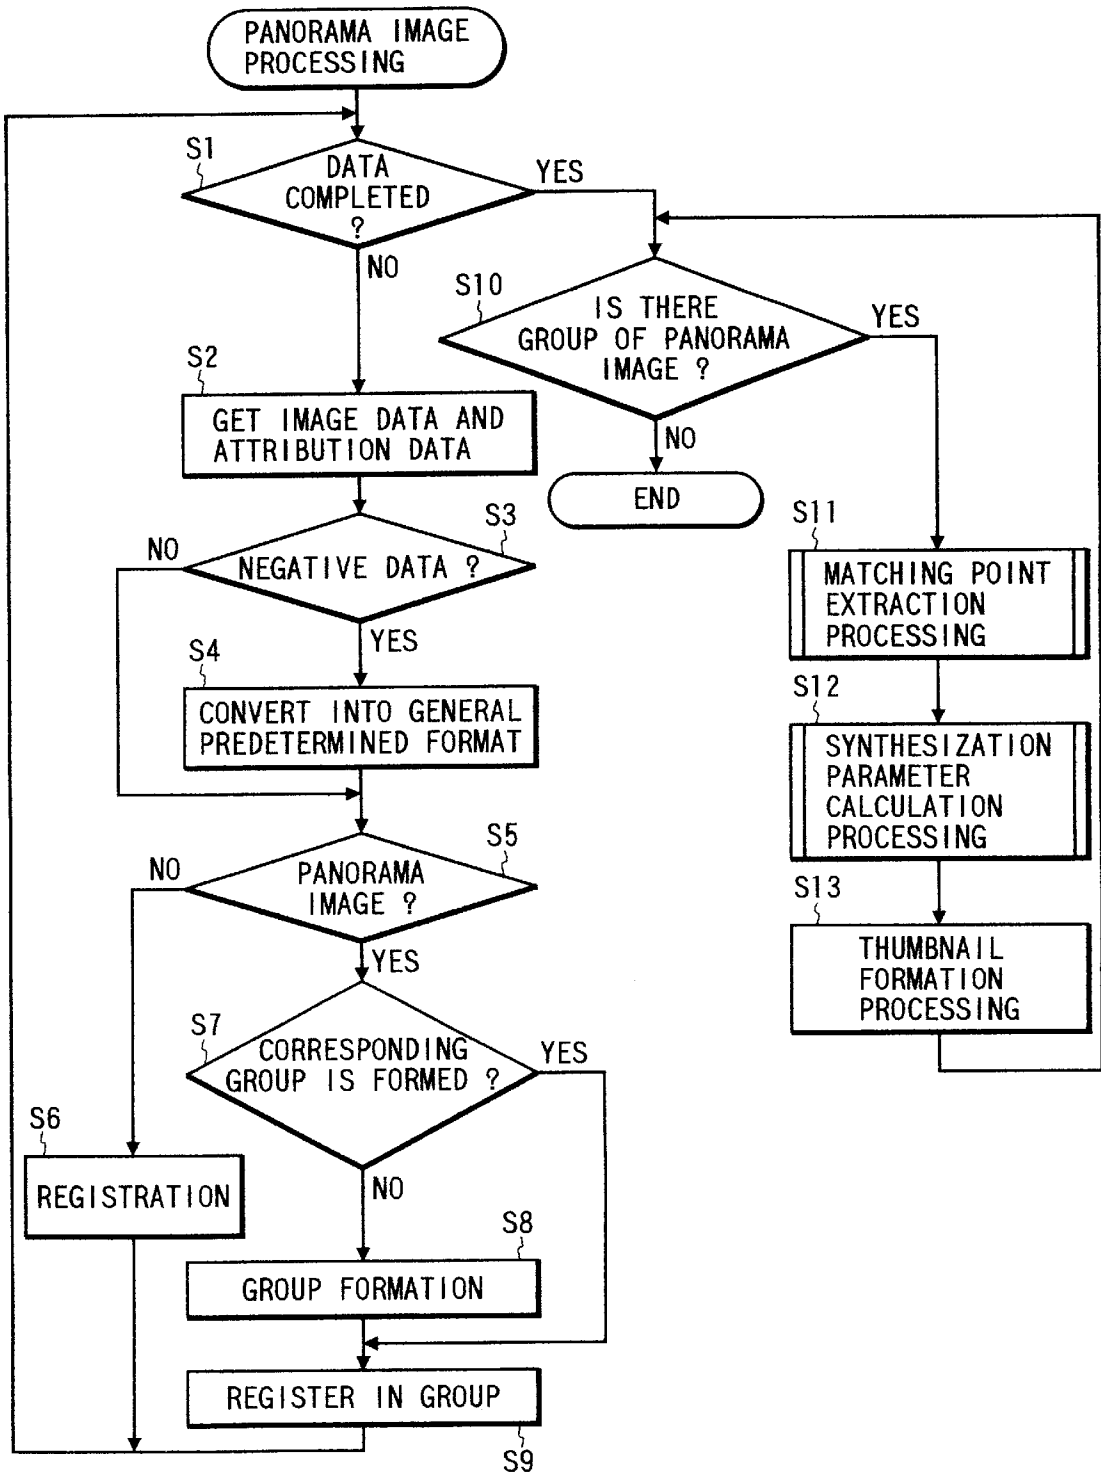 PANORAMA IMAGE
PROCESSING
S1
DATA
COMPLETED
?
YES
NO
S10
IS THERE
GROUP OF PANORAMA
IMAGE ?
YES
NO
END
S2
GET IMAGE DATA AND
ATTRIBUTION DATA
S3
NEGATIVE DATA ?
NO
YES
S4
CONVERT INTO GENERAL
PREDETERMINED FORMAT
S5
PANORAMA
IMAGE ?
NO
YES
S7
CORRESPONDING
GROUP IS FORMED ?
YES
NO
S6
REGISTRATION
S8
GROUP FORMATION
REGISTER IN GROUP
S9
S11
MATCHING POINT
EXTRACTION
PROCESSING
S12
SYNTHESIZATION
PARAMETER
CALCULATION
PROCESSING
S13
THUMBNAIL
FORMATION
PROCESSING